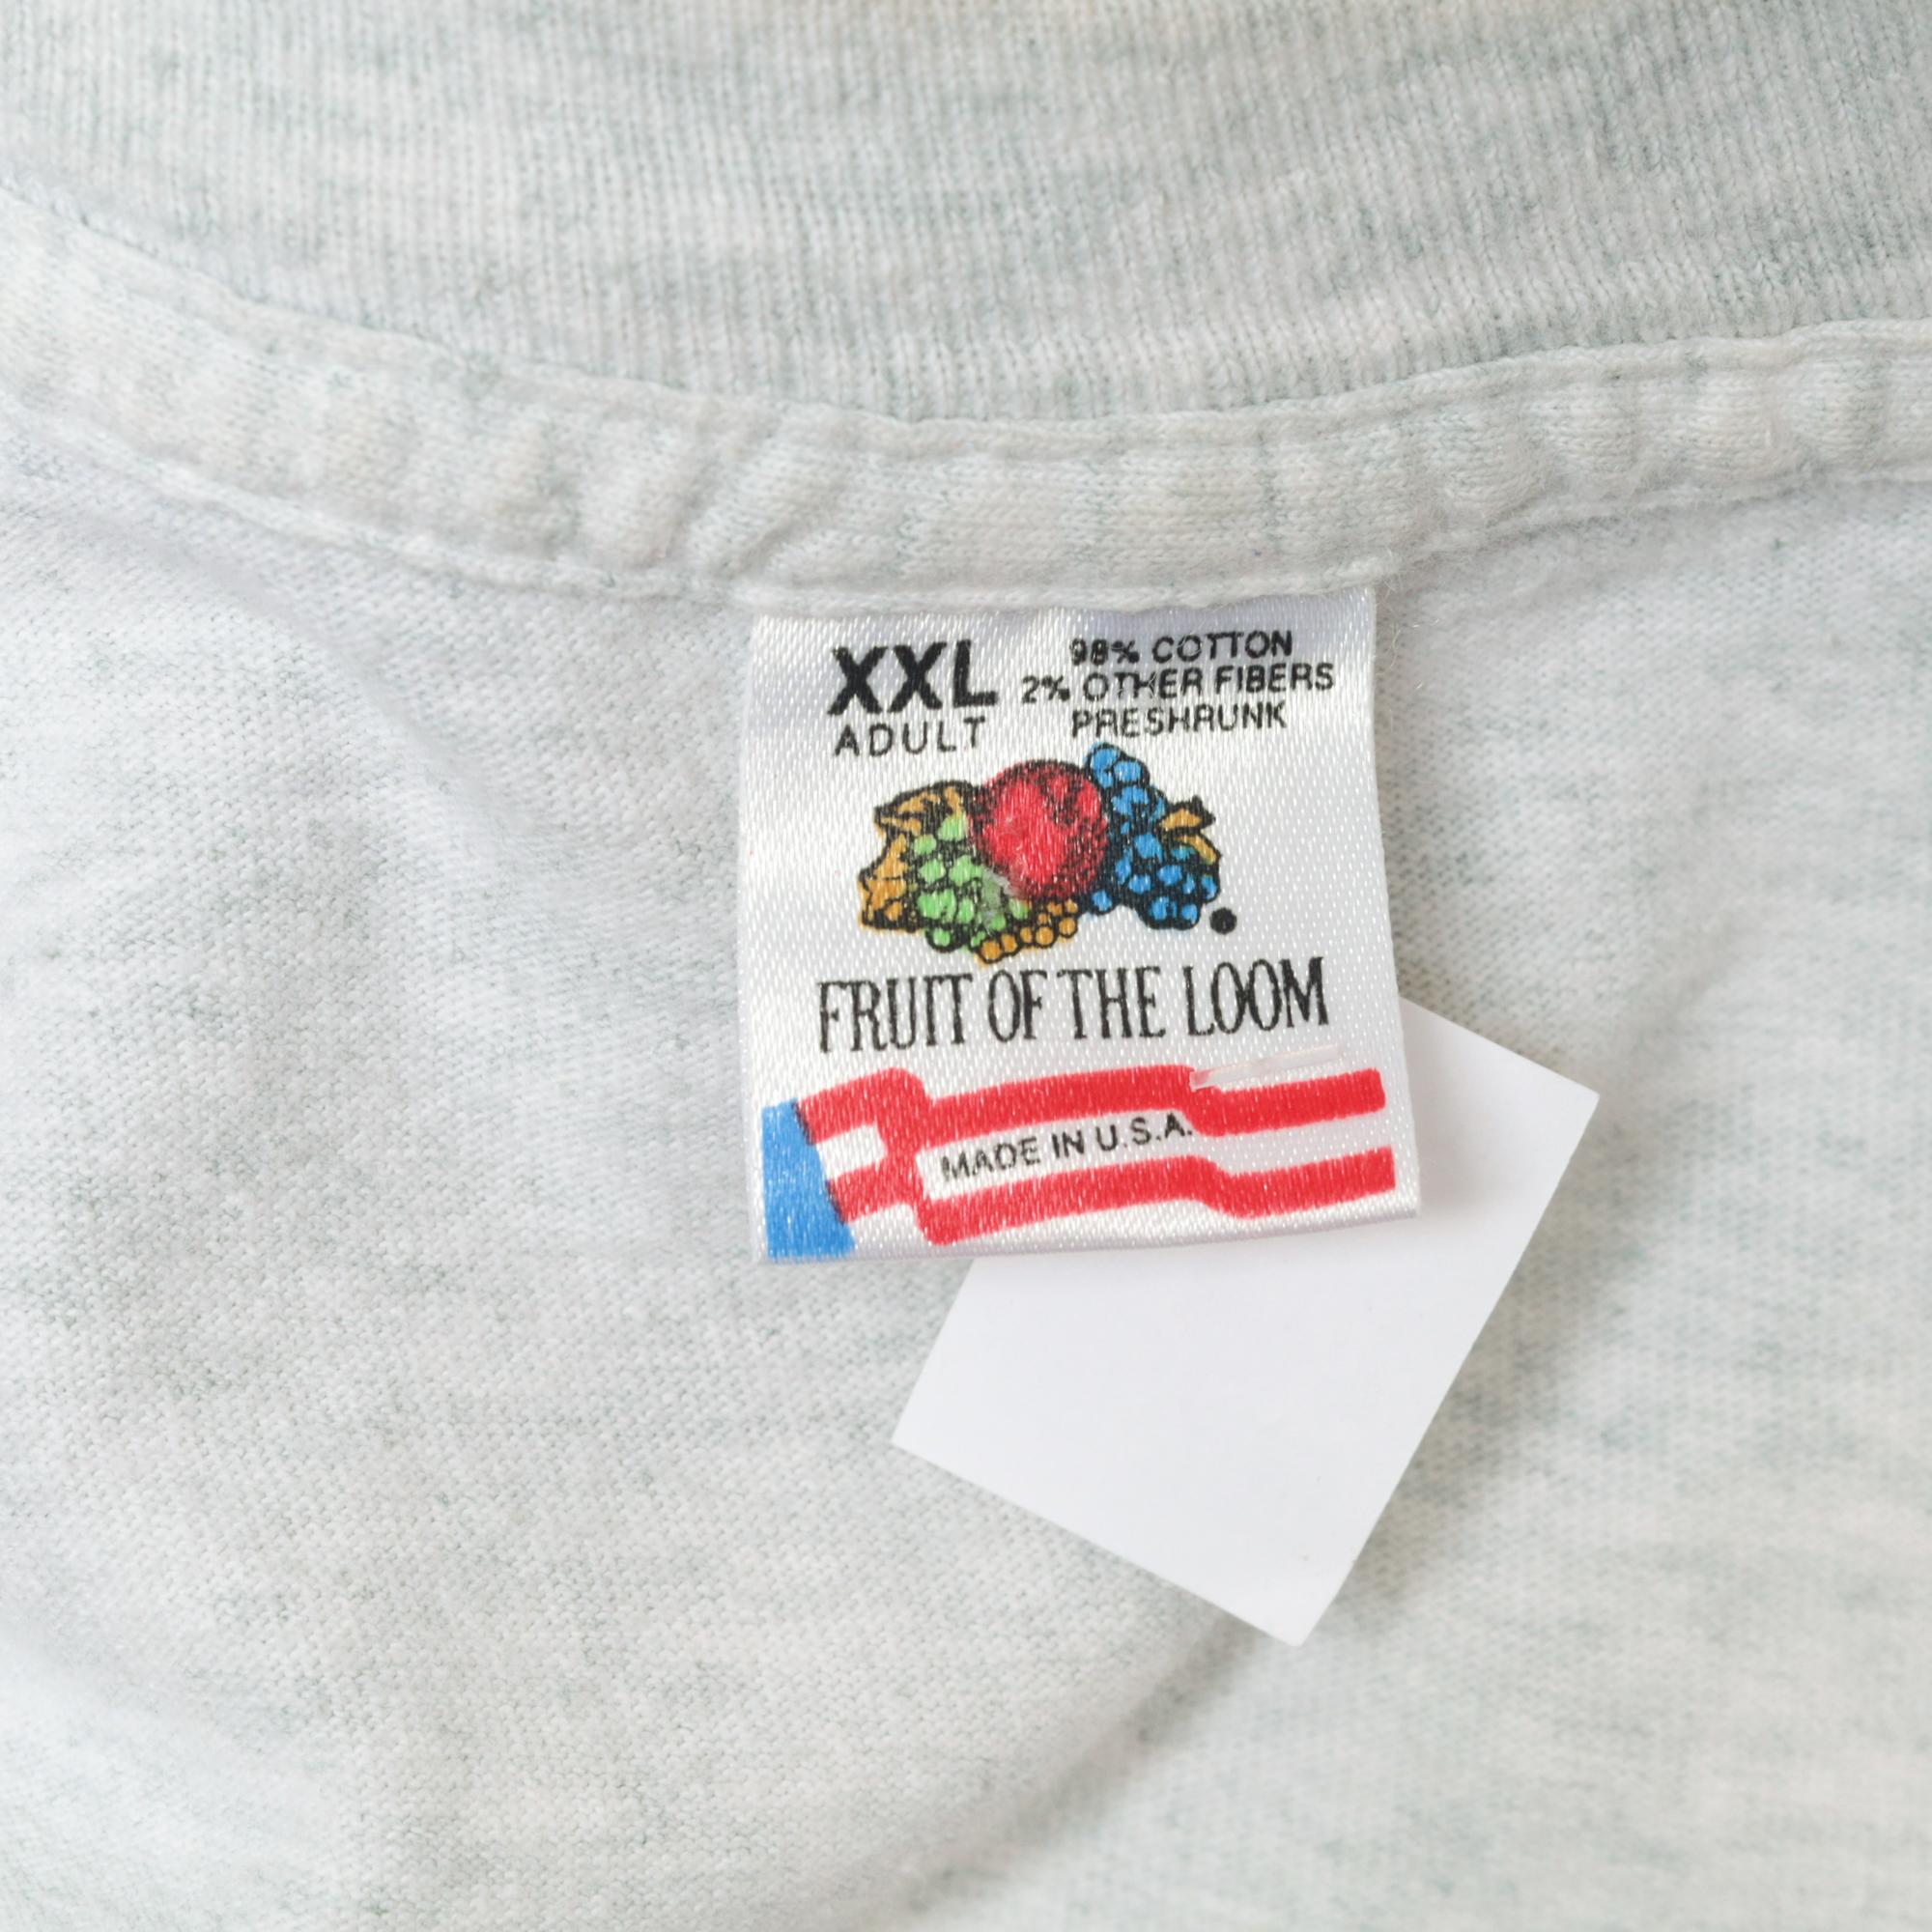 XXL
ADULT
98% COTTON
2% OTHER FIBERS
PRESHRUNK
FRUIT OF THE LOOM
MADE IN U.S.A.